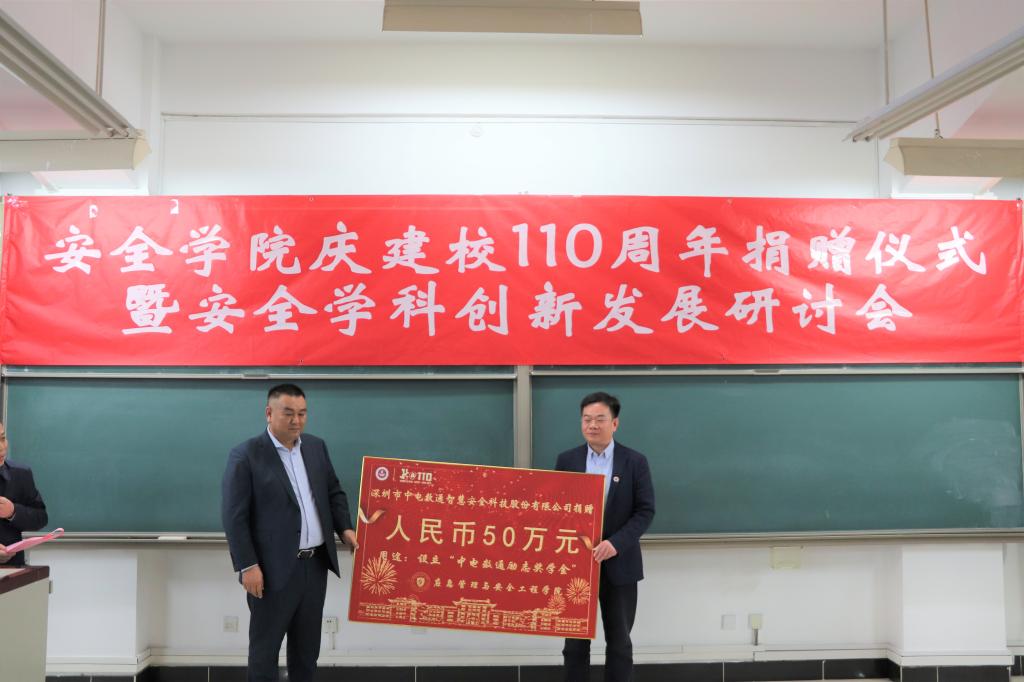 安全学院庆建校110周年捐赠仪式
暨安全学科创新发展研讨会
110
深圳市中电数通智慧安全科技股份有限公司捐赠
人民币50万元
用途：设立“中电数通励志奖学金”
应急管理与安全工程学院